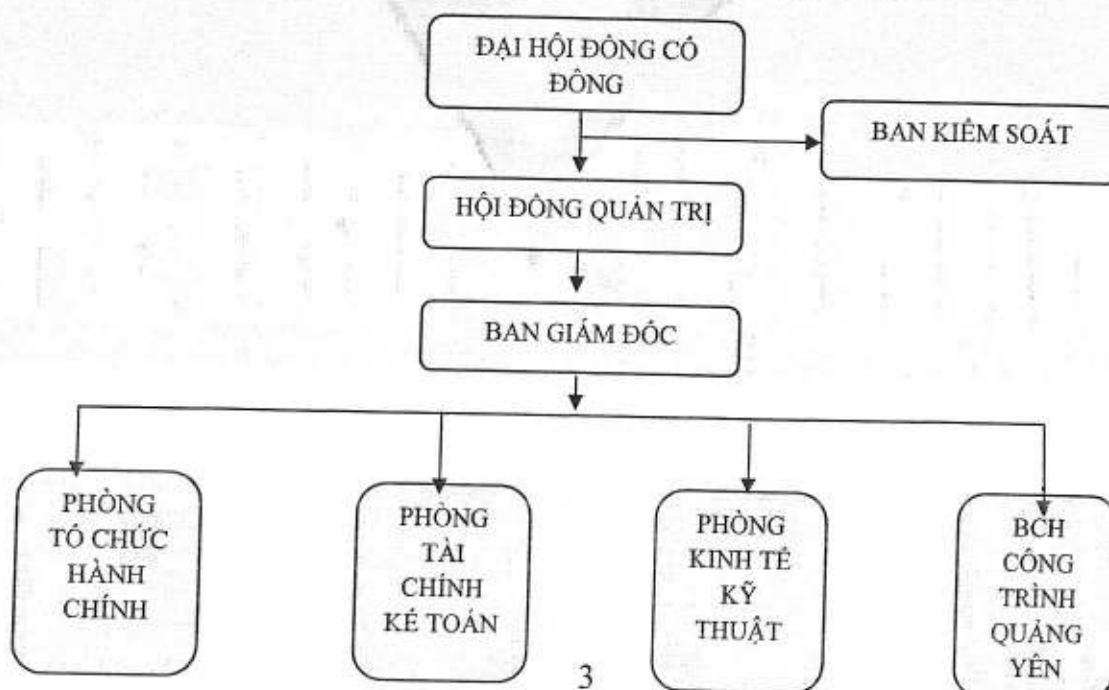 ĐẠI HỘI ĐỒNG CỔ
ĐÔNG
BAN KIỂM SOÁT
HỘI ĐỒNG QUẢN TRỊ
BAN GIÁM ĐỐC
PHÒNG
TỔ CHỨC
HÀNH
CHÍNH
PHÒNG
TÀI
CHÍNH
KẾ TOÁN
PHÒNG
KINH TẾ
KỸ
THUẬT
BCH
CÔNG
TRÌNH
QUẢNG
YÊN
3